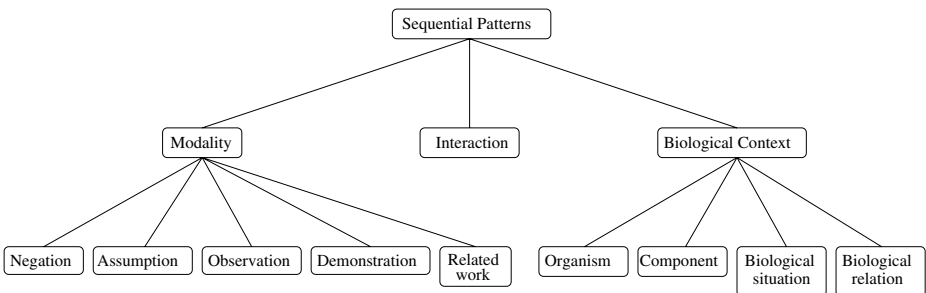 Sequential Patterns
Modality
Interaction
Biological Context
Negation
Assumption
Observation
Demonstration
Related
work
Organism
Component
Biological
situation
Biological
relation